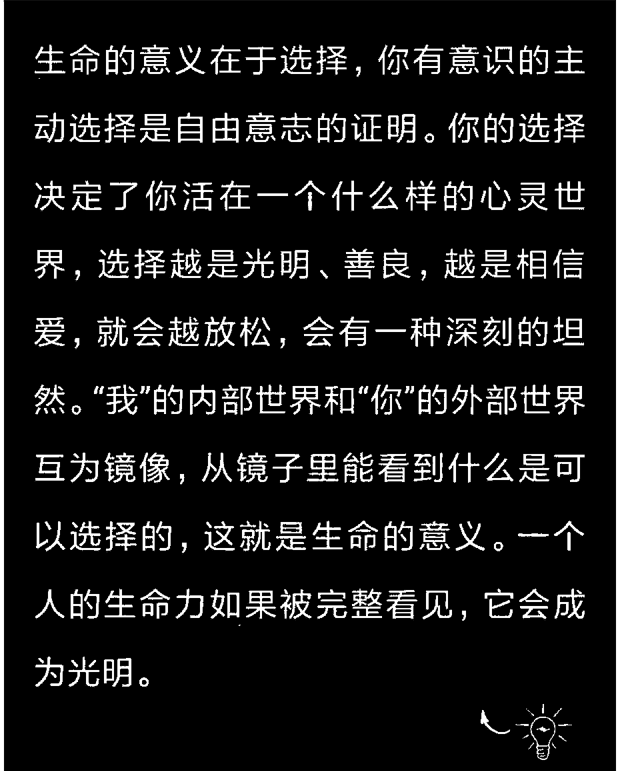 生命的意义在于选择，你有意识的主
动选择是自由意志的证明。你的选择
决定了你活在一个什么样的心灵世
界，选择越是光明、善良，越是相信
爱，就会越放松，会有一种深刻的坦
然。“我”的内部世界和“你”的外部世界
互为镜像，从镜子里能看到什么是可
以选择的，这就是生命的意义。一个
人的生命力如果被完整看见，它会成
为光明。